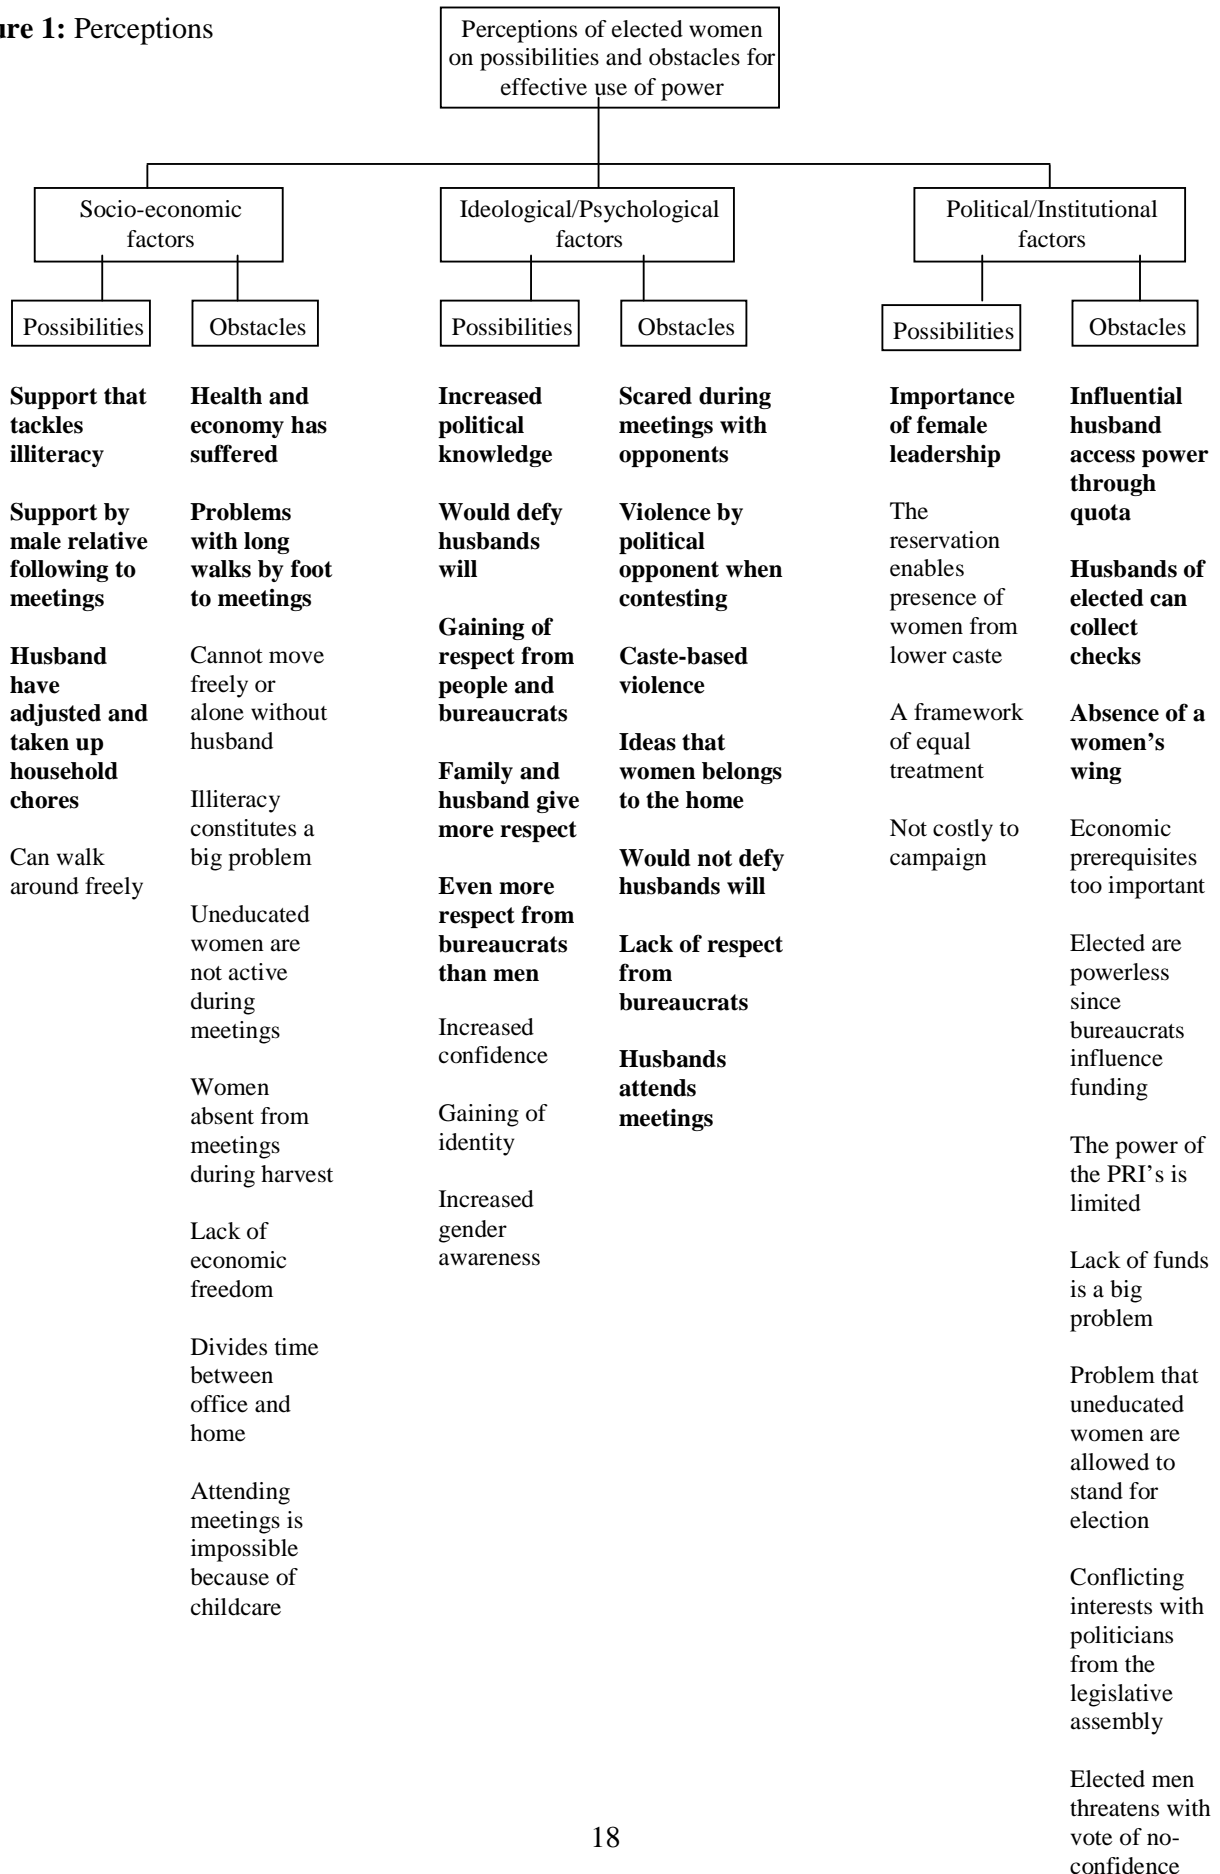 ure 1: Perceptions
Perceptions of elected women
on possibilities and obstacles for
effective use of power
Socio-economic
factors
Possibilities
Support that
tackles
illiteracy
Support by
male relative
following to
meetings
Husband
have
adjusted and
taken up
household
chores
Can walk
around freely
Obstacles
Health and
economy has
suffered
Problems
with long
walks by foot
to meetings
Cannot move
freely or
alone without
husband
Illiteracy
constitutes a
big problem
Uneducated
women are
not active
during
meetings
Women
absent from
meetings
during harvest
Lack of
economic
freedom
Divides time
between
office and
home
Attending
meetings is
impossible
because of
childcare
Ideological/Psychological
factors
Possibilities
Increased
political
knowledge
Would defy
husbands
will
Gaining of
respect from
people and
bureaucrats
Family and
husband give
more respect
Even more
respect from
bureaucrats
than men
Increased
confidence
Gaining of
identity
Increased
gender
awareness
Obstacles
Scared during
meetings with
opponents
Violence by
political
opponent when
contesting
Caste-based
violence
Ideas that
women belongs
to the home
Would not defy
husbands will
Lack of respect
from
bureaucrats
Husbands
attends
meetings
Political/Institutional
factors
Possibilities
Importance
of female
leadership
The
reservation
enables
presence of
women from
lower caste
A framework
of equal
treatment
Not costly to
campaign
Obstacles
Influential
husband
access power
through
quota
Husbands of
elected can
collect
checks
Absence of a
women’s
wing
Economic
prerequisites
too important
Elected are
powerless
since
bureaucrats
influence
funding
The power of
the PRI’s is
limited
Lack of funds
is a big
problem
Problem that
uneducated
women are
allowed to
stand for
election
Conflicting
interests with
politicians
from the
legislative
assembly
Elected men
threatens with
vote of no-
confidence
18